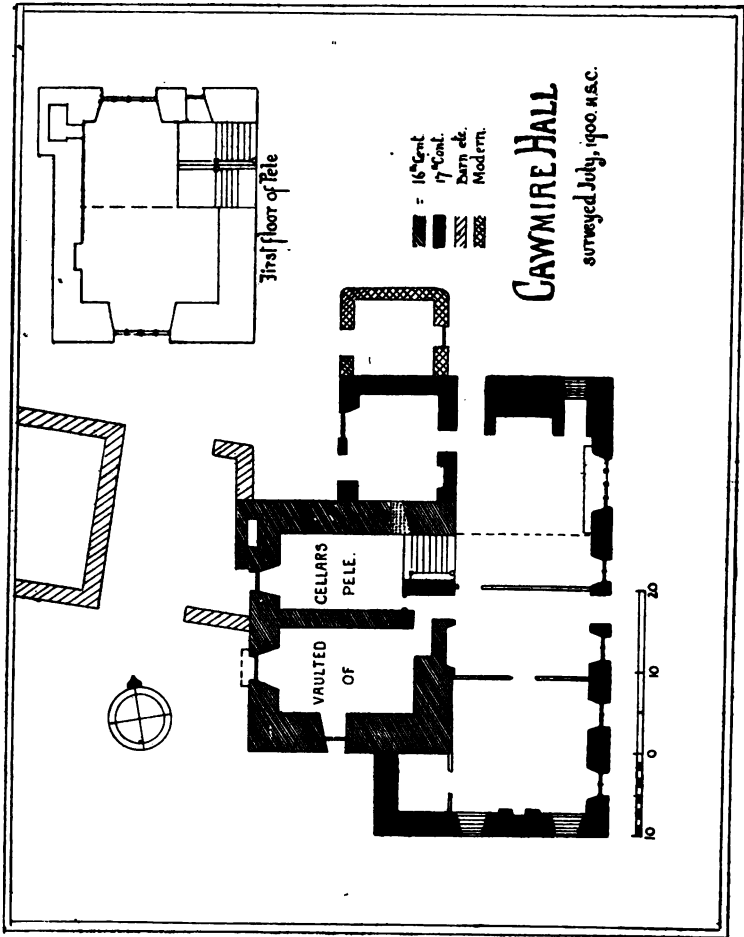 CAWMIRE HALL
surveyed July, 1900. H.S.C.
= 16th Cent.
17th Cent.
Barn etc.
Modern.
First floor of Pele
VAULTED CELLARS
OF PELE.
10 0 10 20